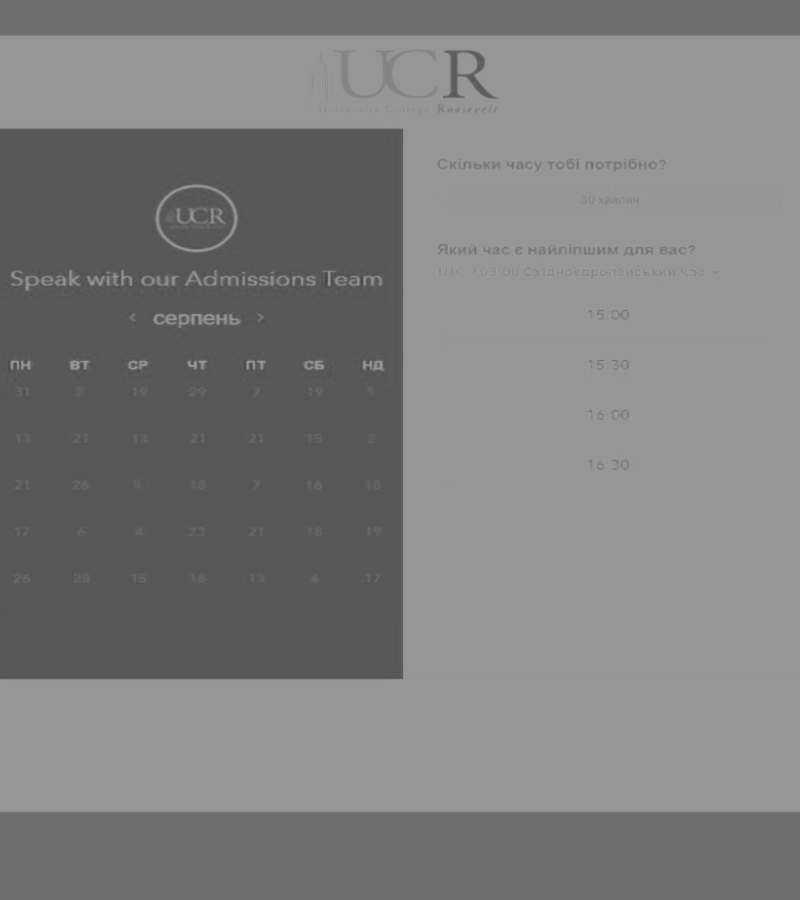 UCR
University College Roosevelt
UCR
Speak with our Admissions Team
< серпень >
ПН ВТ СР ЧТ ПТ СБ НД
31 2 19 29 7 19 5
13 21 13 21 21 15 2
21 26 5 18 7 16 18
17 6 4 23 21 18 19
26 28 15 18 13 4 17
Скільки часу тобі потрібно?
30 хвилин
Який час є найліпшим для вас?
UTC +03:00 Східноєвропейський час
15:00
15:30
16:00
16:30